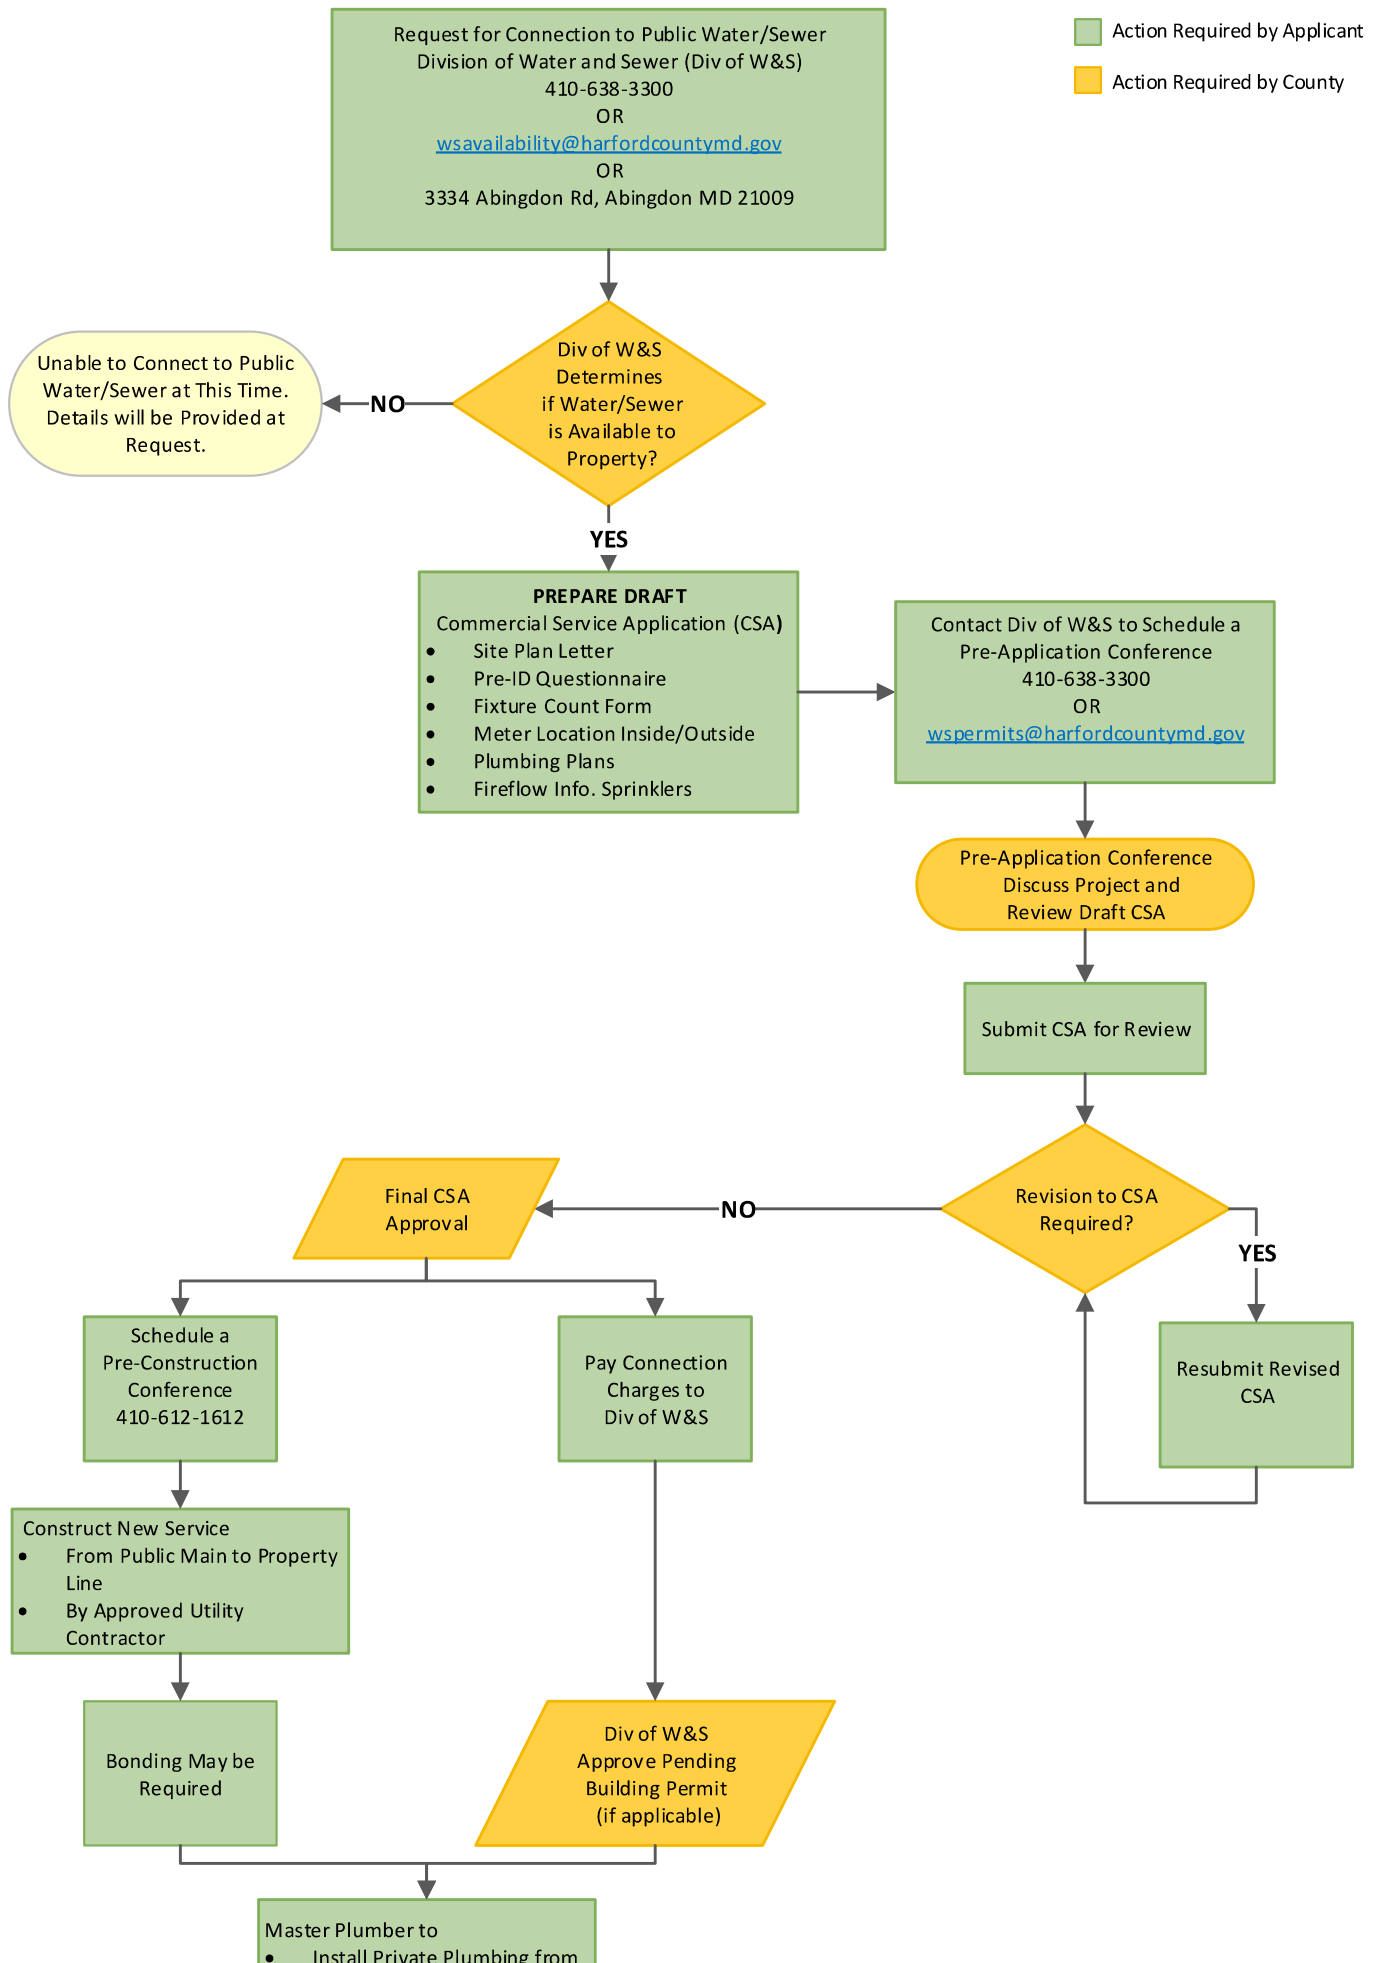 Request for Connection to Public Water/Sewer
Division of Water and Sewer (Div of W&S)
410-638-3300
OR
wsavailability@harfordcountymd.gov
OR
3334 Abingdon Rd, Abingdon MD 21009
Action Required by Applicant
Action Required by County
Div of W&S
Determines
if Water/Sewer
is Available to
Property?
NO
Unable to Connect to Public
Water/Sewer at This Time.
Details will be Provided at
Request.
YES
PREPARE DRAFT
Commercial Service Application (CSA)
• Site Plan Letter
• Pre-ID Questionnaire
• Fixture Count Form
• Meter Location Inside/Outside
• Plumbing Plans
• Fireflow Info. Sprinklers
Contact Div of W&S to Schedule a
Pre-Application Conference
410-638-3300
OR
wspermits@harfordcountymd.gov
Pre-Application Conference
Discuss Project and
Review Draft CSA
Submit CSA for Review
Revision to CSA
Required?
YES
Resubmit Revised
CSA
NO
Final CSA
Approval
Schedule a
Pre-Construction
Conference
410-612-1612
Pay Connection
Charges to
Div of W&S
Construct New Service
• From Public Main to Property
Line
• By Approved Utility
Contractor
Bonding May be
Required
Div of W&S
Approve Pending
Building Permit
(if applicable)
Master Plumber to
• Install Private Plumbing from